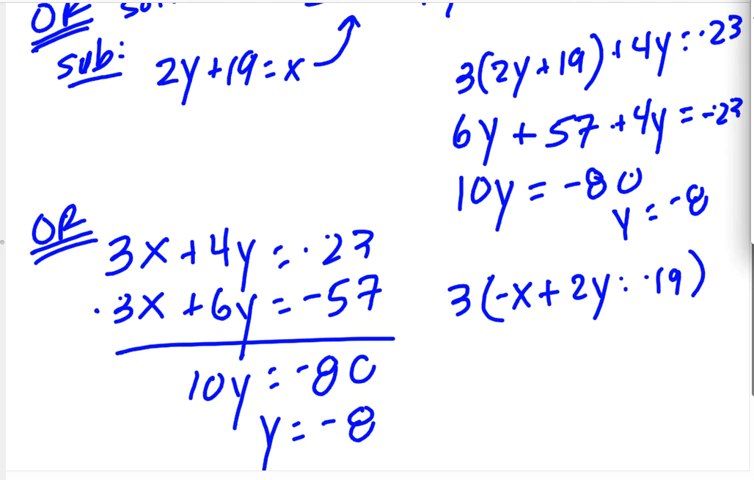 OR
sub: 2y+19=x
3(2y+19)+4y=-23
6y+57+4y=-23
10y=-80
y=-8
OR
3x+4y=-23
-3x+6y=-57
10y=-80
y=-8
3(-x+2y=-19)